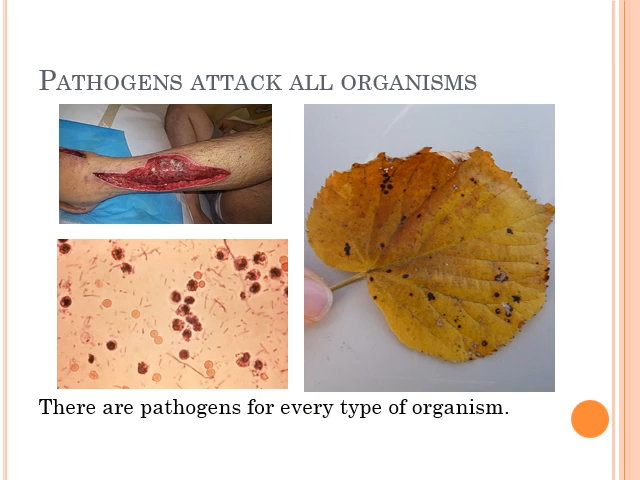 Pathogens attack all organisms
There are pathogens for every type of organism.